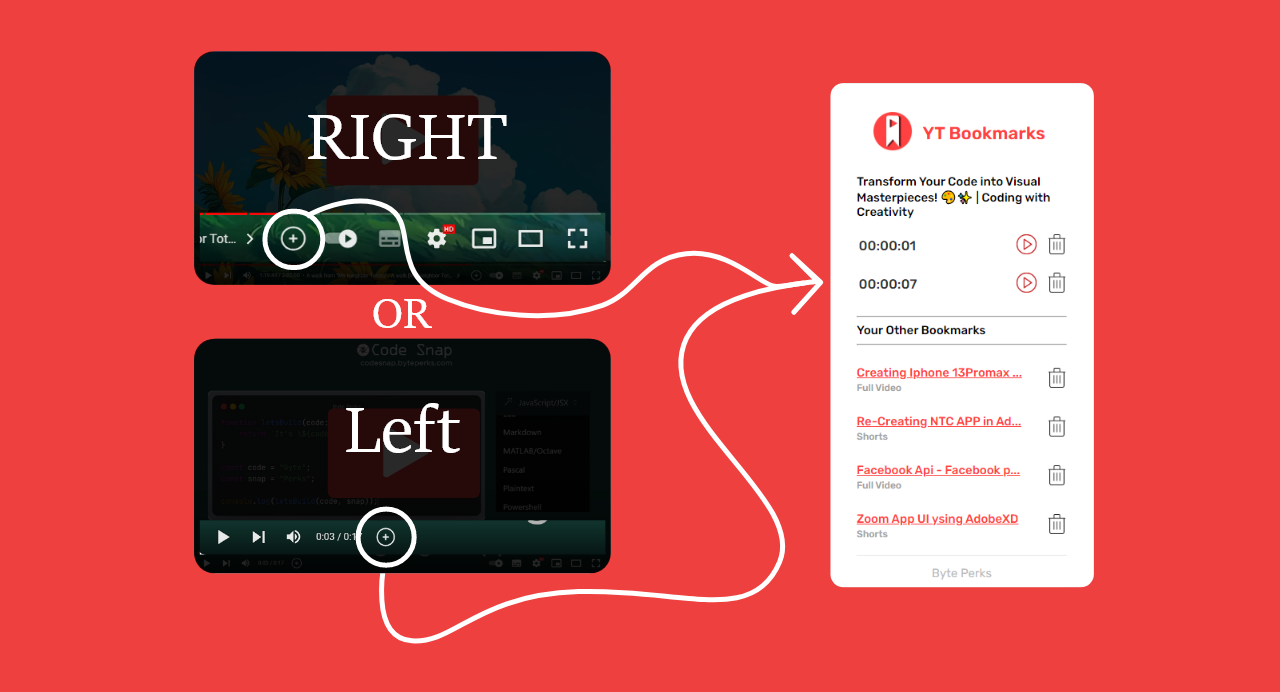 RIGHT
or Tot...
HD
OR
Code Snap
codesnap.byteperks.com
JavaScript/JSX
Left
Markdown
MATLAB/Octave
Pascal
Plaintext
Powershell
0:03 / 0:1
YT Bookmarks
Transform Your Code into Visual
Masterpieces! 🎨 ✨ | Coding with
Creativity
00:00:01
00:00:07
Your Other Bookmarks
Creating Iphone 13Promax ...
Full Video
Re-Creating NTC APP in Ad...
Shorts
Facebook Api - Facebook p...
Full Video
Zoom App UI ysing AdobeXD
Shorts
Byte Perks